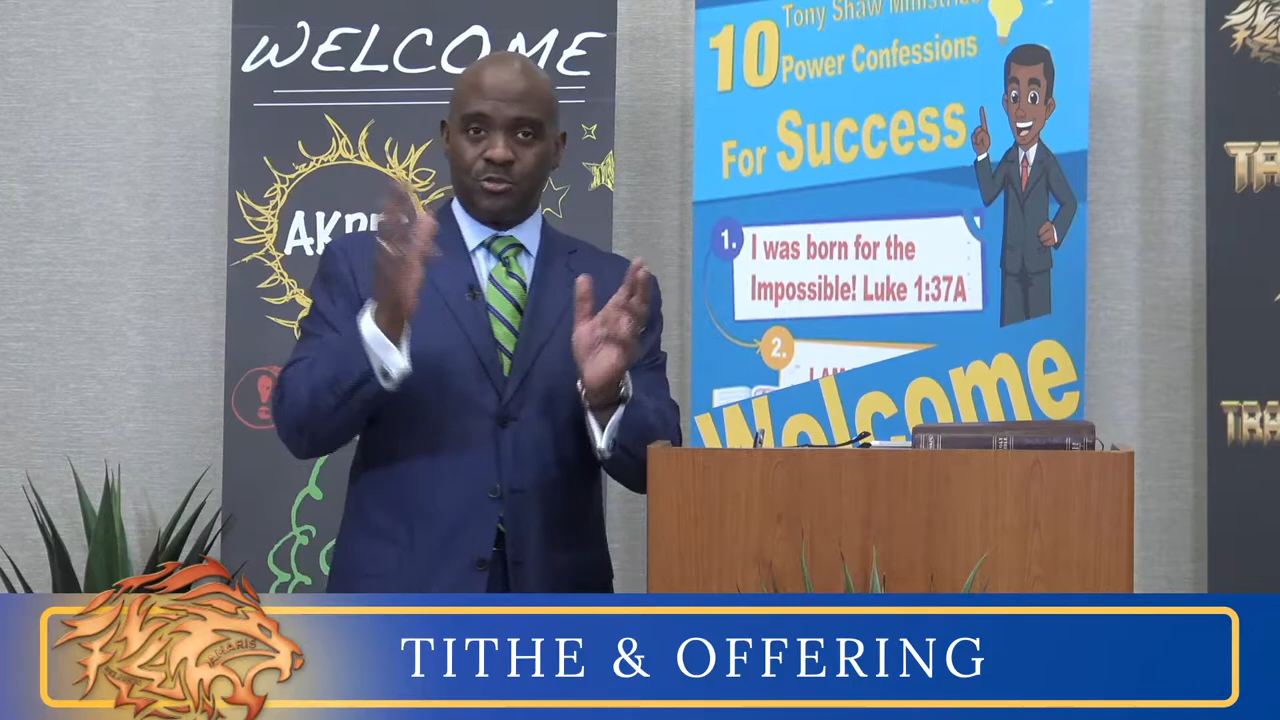 WELCOME
Tony Shaw Ministries
10
Power Confessions
For Success
1. I was born for the
Impossible! Luke 1:37A
2.
Welcome
TITHE & OFFERING